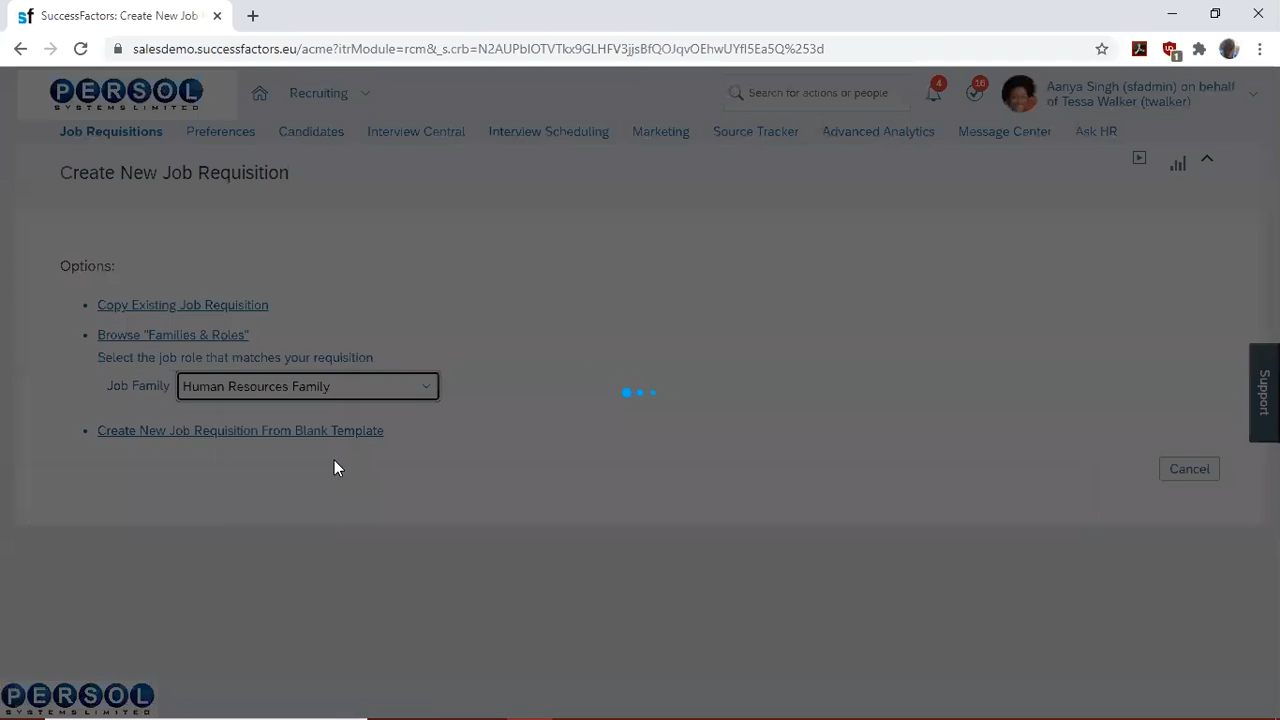 SuccessFactors: Create New Job
salesdemo.successfactors.eu/acme?itrModule=rcm&_s.crb=N2AUPbIOTVTkx9GLHFV3jjsBfQOJqvOEhwUYfI5Ea5Q%253d
1
PERSOL
SYSTEMS LIMITED
Recruiting
Search for actions or people
4
16
Aanya Singh (sfadmin) on behalf
of Tessa Walker (twalker)
Job Requisitions Preferences Candidates Interview Central Interview Scheduling Marketing Source Tracker Advanced Analytics Message Center Ask HR
Create New Job Requisition
Options:
Copy Existing Job Requisition
Browse "Families & Roles"
Select the job role that matches your requisition
Job Family Human Resources Family
Support
Create New Job Requisition From Blank Template
Cancel
PERSOL
SYSTEMS LIMITED